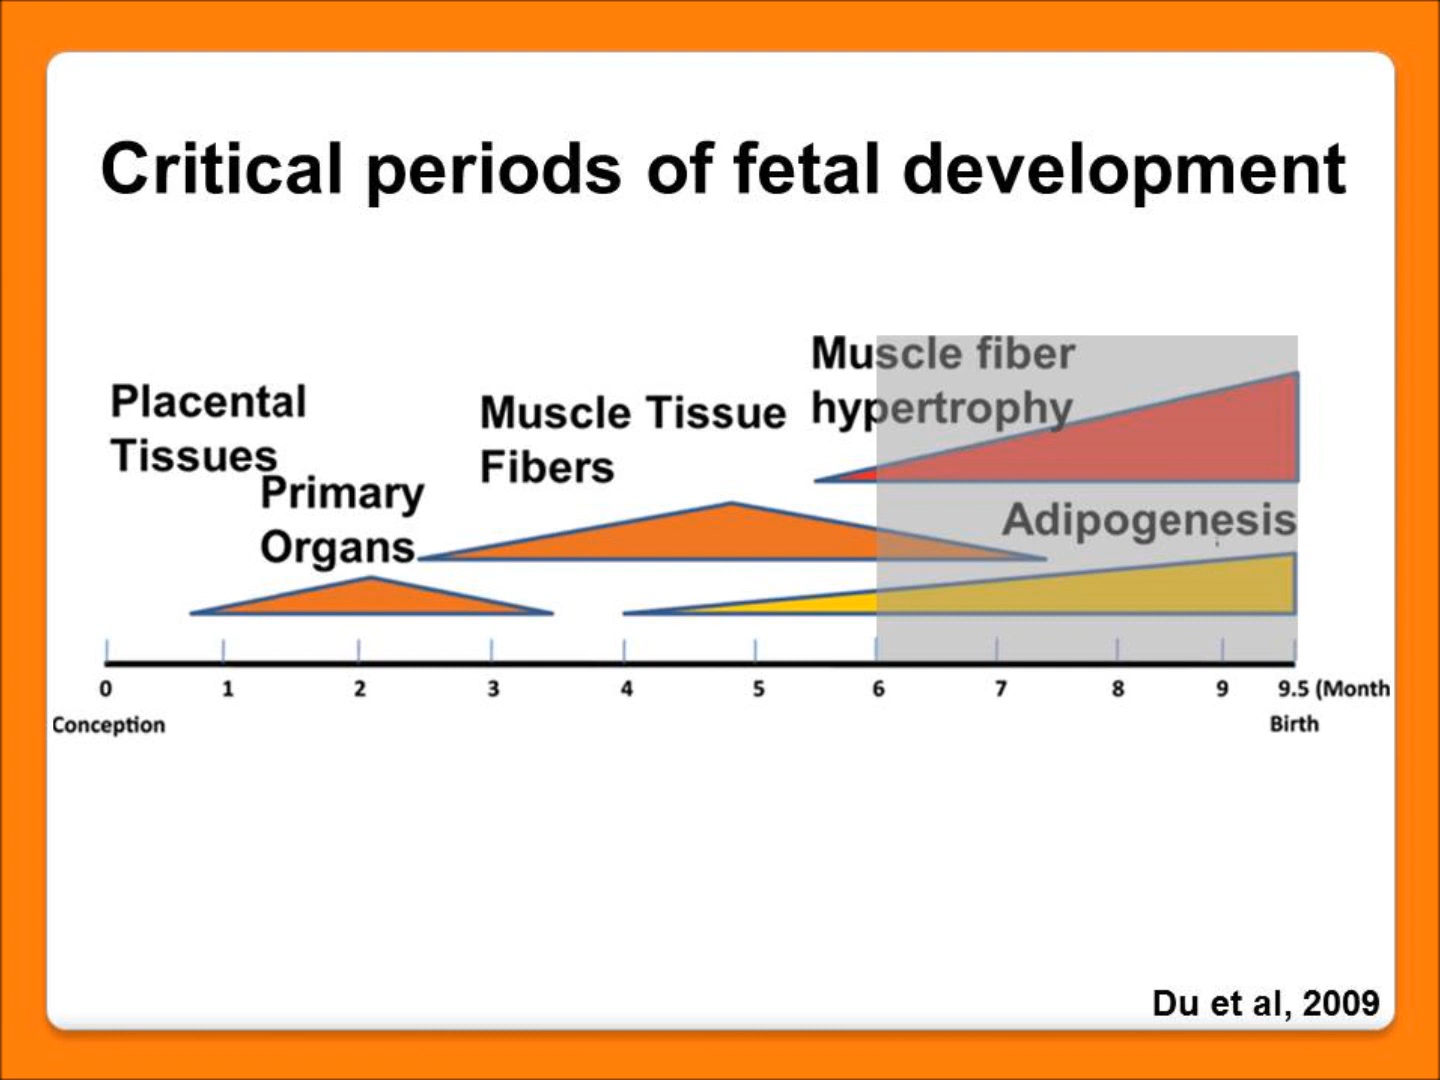 Critical periods of fetal development
Placental
Tissues
Primary
Organs
Muscle Tissue
Fibers
Muscle fiber
hypertrophy
Adipogenesis
0 1 2 3 4 5 6 7 8 9 9.5 (Month
Conception
Birth
Du et al, 2009